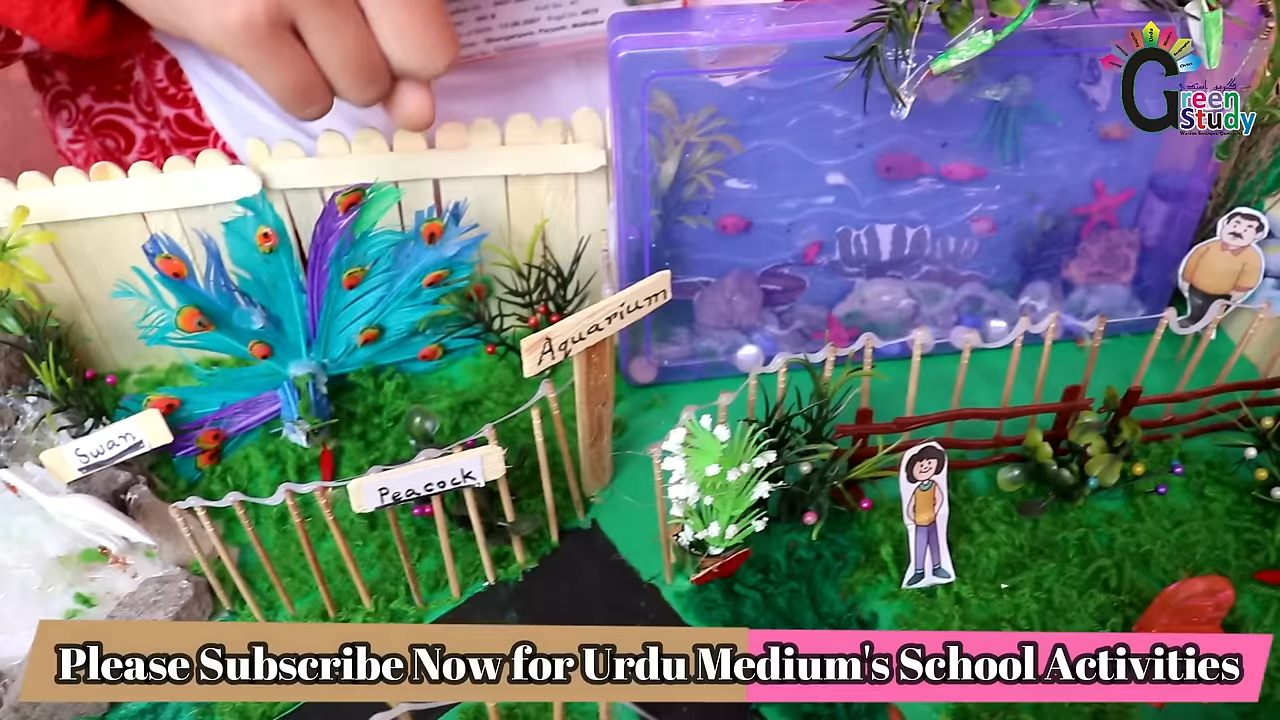 Green
Study
Aquarium
Swan
Peacock
Please Subscribe Now for Urdu Medium's School Activities